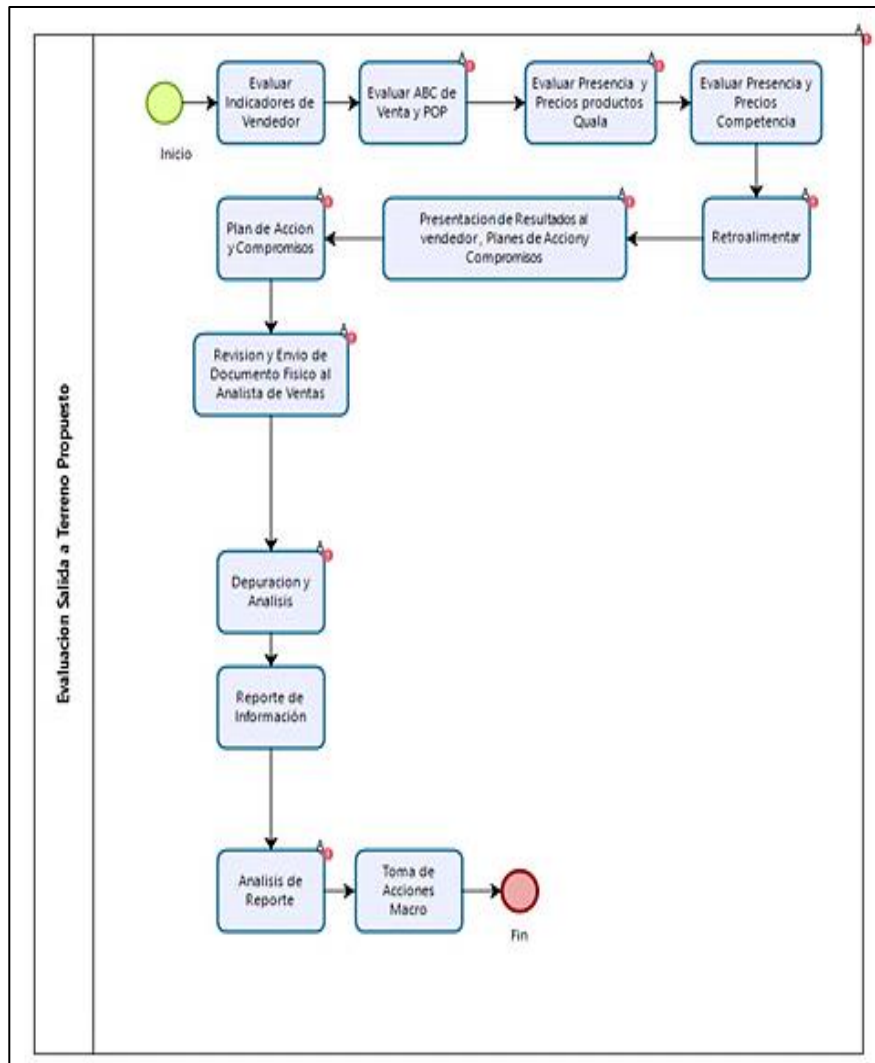 Evaluacion Salida a Terreno Propuesto
Inicio
Evaluar
Indicadores de
Vendedor
Evaluar ABC de
Venta y POP
Evaluar Presencia y
Precios productos
Quala
Evaluar Presencia y
Precios
Competencia
Retroalimentar
Presentacion de Resultados al
vendedor , Planes de Acciony
Compromisos
Plan de Accion
y Compromisos
Revision y Envio de
Documento Fisico al
Analista de Ventas
Depuracion y
Analisis
Reporte de
Información
Analisis de
Reporte
Toma de
Acciones
Macro
Fin